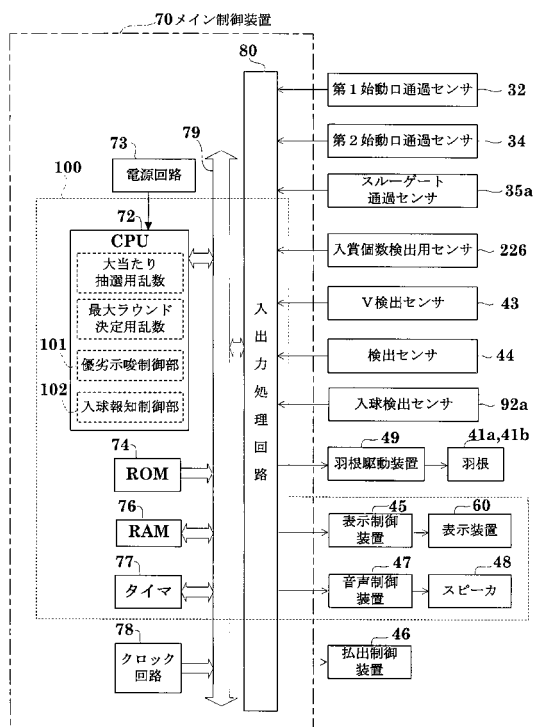 70メイン制御装置
80
79
73
電源回路
100
72
CPU
大当たり
抽選用乱数
最大ラウンド
決定用乱数
101
優劣示唆制御部
102
入球報知制御部
74
ROM
76
RAM
77
タイマ
78
クロック
回路
入出力処理回路
第1始動口通過センサ
32
第2始動口通過センサ
34
スルーゲート
通過センサ
35a
入賞個数検出用センサ
226
V検出センサ
43
検出センサ
44
入球検出センサ
92a
49
羽根駆動装置
41a,41b
羽根
45
表示制御
装置
60
表示装置
47
音声制御
装置
48
スピーカ
46
払出制御
装置